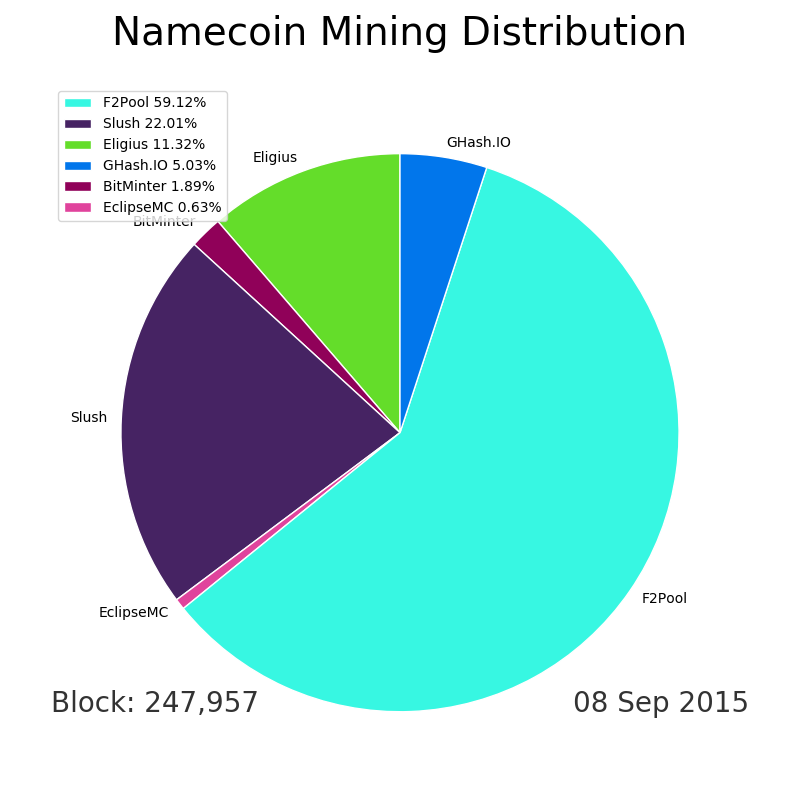 Namecoin Mining Distribution
F2Pool 59.12%
Slush 22.01%
Eligius 11.32%
GHash.IO 5.03%
BitMinter 1.89%
EclipseMC 0.63%
GHash.IO
Eligius
BitMinter
Slush
F2Pool
EclipseMC
Block: 247,957
08 Sep 2015